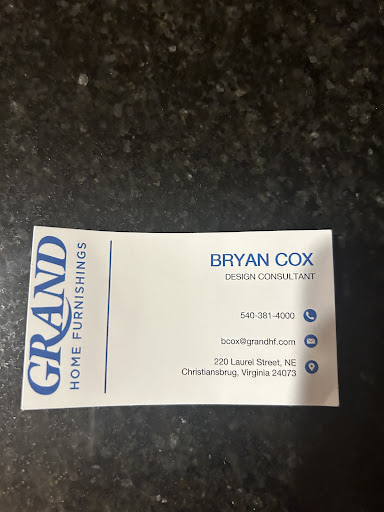 GRAND
HOME FURNISHINGS
BRYAN COX
DESIGN CONSULTANT
540-381-4000
bcox@grandhf.com
220 Laurel Street, NE
Christiansbrug, Virginia 24073